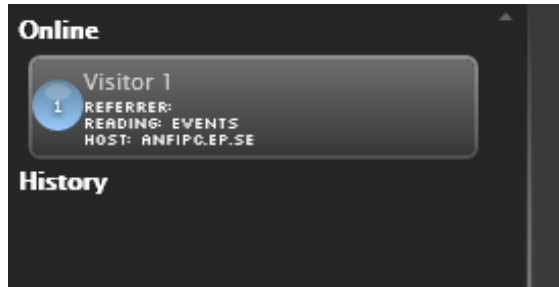 Online
Visitor 1
1
REFERRER:
READING: EVENTS
HOST: ANFIPC.EP.SE
History